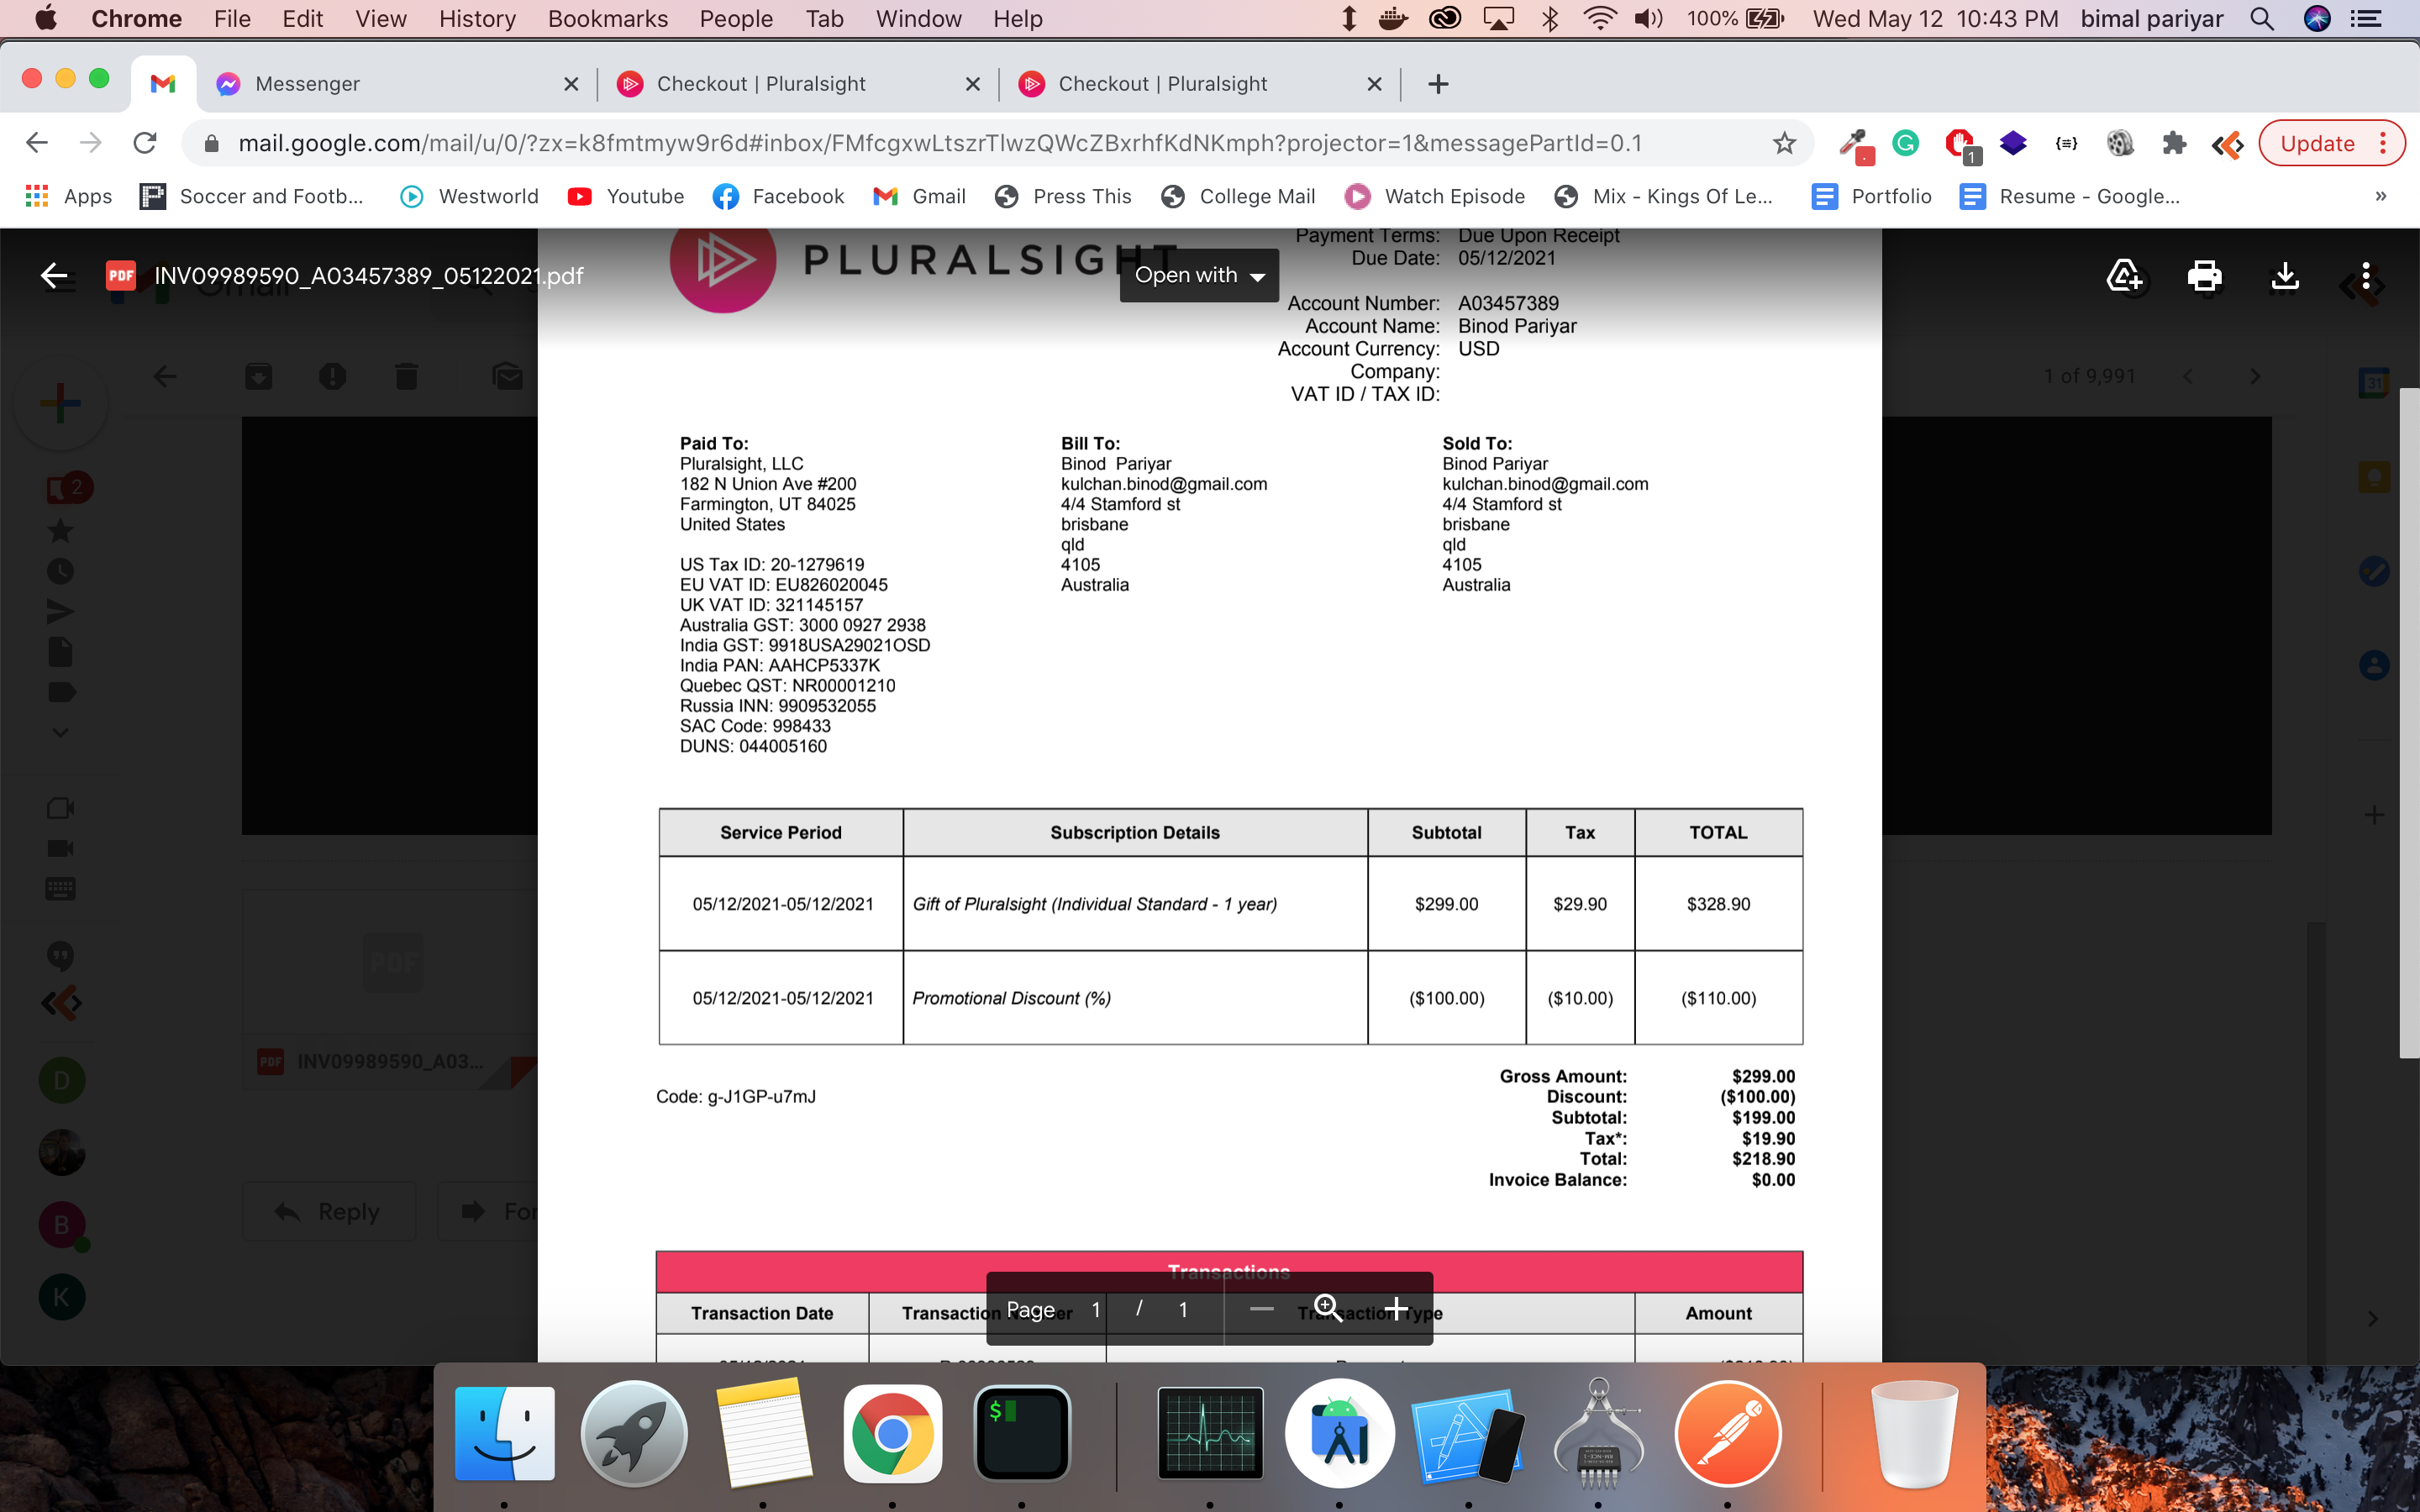 Chrome File Edit View History Bookmarks People Tab Window Help 100% Wed May 12 10:43 PM bimal pariyar
Messenger Checkout | Pluralsight Checkout | Pluralsight
mail.google.com/mail/u/0/?zx=k8fmtmyw9r6d#inbox/FMfcgxwLtszrTlwzQWcZBxrhfKdNKmph?projector=1&messagePartId=0.1 1 Update
Apps Soccer and Footb... Westworld Youtube Facebook Gmail Press This College Mail Watch Episode Mix - Kings Of Le... Portfolio Resume - Google... »
PDF INV09989590_A03457389_05122021.pdf
Gmail
Open with
PLURALSIGHT
Payment Terms: Due Upon Receipt
Due Date: 05/12/2021
Account Number: A03457389
Account Name: Binod Pariyar
Account Currency: USD
Company:
VAT ID / TAX ID:
1 of 9,991
31
2
Paid To:
Pluralsight, LLC
182 N Union Ave #200
Farmington, UT 84025
United States
US Tax ID: 20-1279619
EU VAT ID: EU826020045
UK VAT ID: 321145157
Australia GST: 3000 0927 2938
India GST: 9918USA29021OSD
India PAN: AAHCP5337K
Quebec QST: NR00001210
Russia INN: 9909532055
SAC Code: 998433
DUNS: 044005160
Bill To:
Binod Pariyar
kulchan.binod@gmail.com
4/4 Stamford st
brisbane
qld
4105
Australia
Sold To:
Binod Pariyar
kulchan.binod@gmail.com
4/4 Stamford st
brisbane
qld
4105
Australia
Service Period Subscription Details Subtotal Tax TOTAL
05/12/2021-05/12/2021 Gift of Pluralsight (Individual Standard - 1 year) $299.00 $29.90 $328.90
05/12/2021-05/12/2021 Promotional Discount (%) ($100.00) ($10.00) ($110.00)
Code: g-J1GP-u7mJ
Gross Amount: $299.00
Discount: ($100.00)
Subtotal: $199.00
Tax*: $19.90
Total: $218.90
Invoice Balance: $0.00
PDF
PDF INV09989590_A03...
D
B
K
Reply
Transactions
Transaction Date Transaction Type Amount
Page 1 / 1